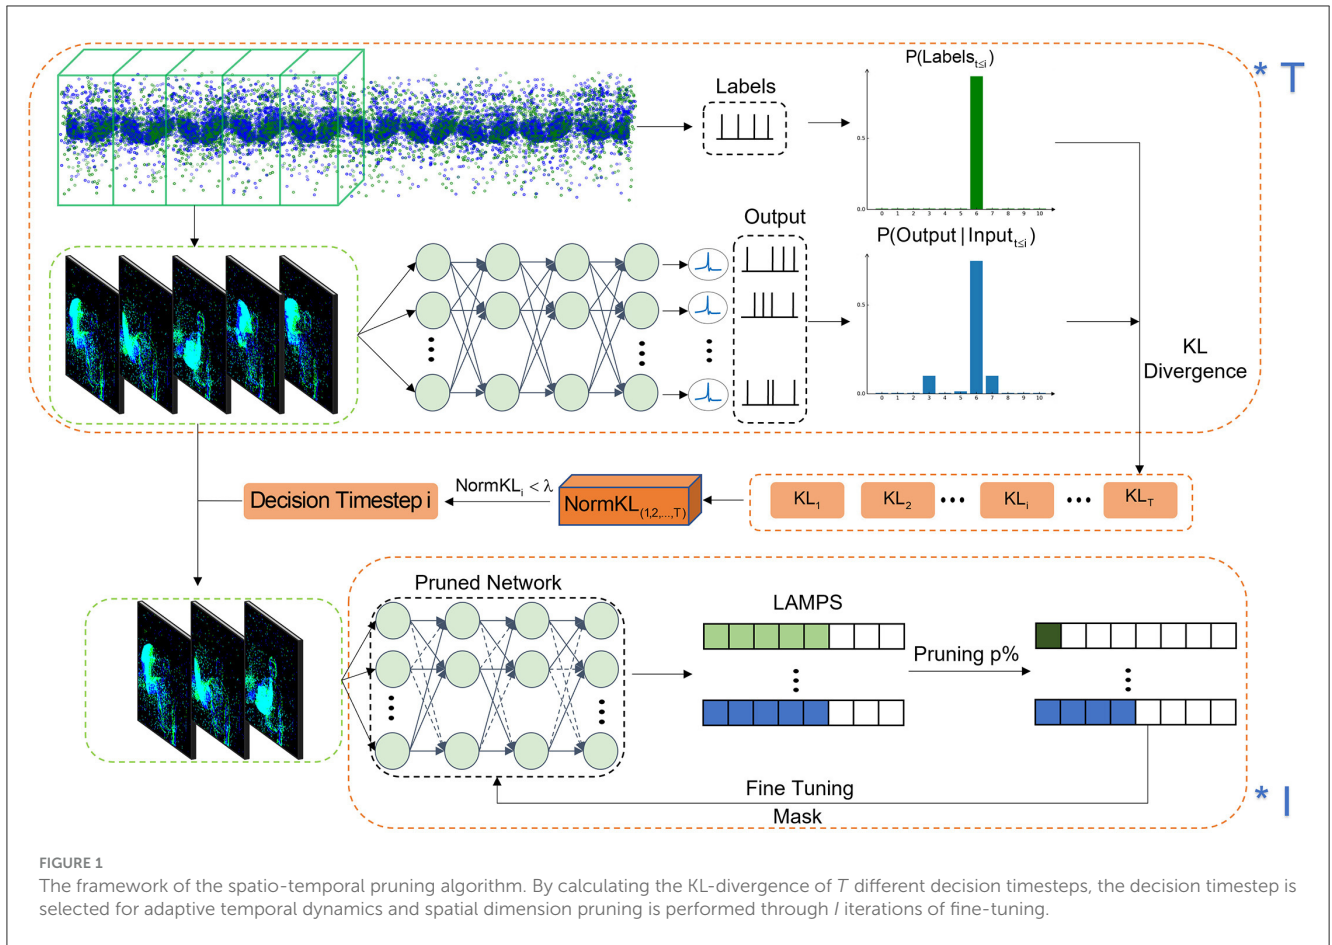 * T
Labels
P(Labels_{t≤i})
0.5
0.0
0 1 2 3 4 5 6 7 8 9 10
Output
P(Output | Input_{t≤i})
0.5
0.0
0 1 2 3 4 5 6 7 8 9 10
KL
Divergence
Decision Timestep i
NormKL_i < λ
NormKL_{(1,2,...,T)}
KL_1 KL_2 ••• KL_i ••• KL_T
Pruned Network
LAMPS
Pruning p%
Fine Tuning
Mask
* I
FIGURE 1
The framework of the spatio-temporal pruning algorithm. By calculating the KL-divergence of T different decision timesteps, the decision timestep is
selected for adaptive temporal dynamics and spatial dimension pruning is performed through I iterations of fine-tuning.